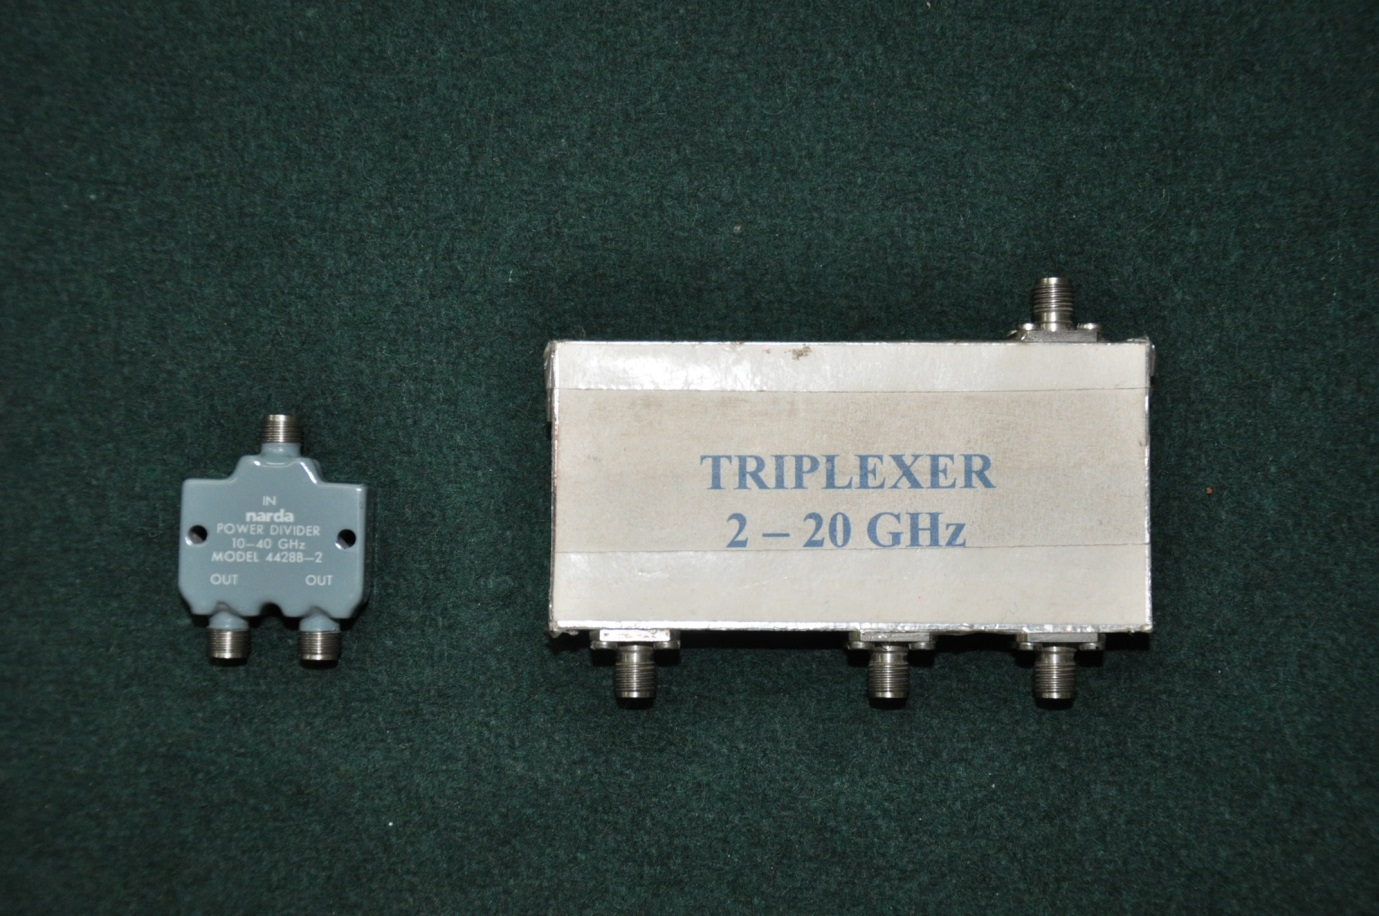 IN
narda
POWER DIVIDER
10–40 GHz
MODEL 4428B–2
OUT OUT
TRIPLEXER
2 – 20 GHz